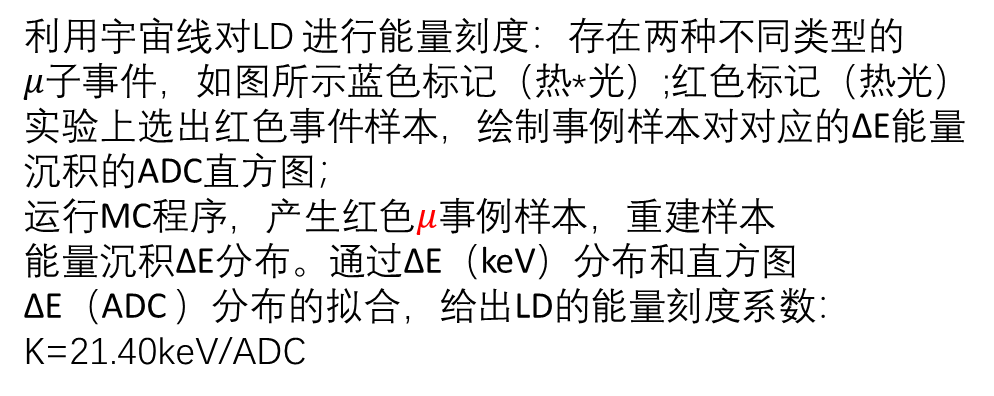 利用宇宙线对LD 进行能量刻度：存在两种不同类型的
μ子事件，如图所示蓝色标记（热*光）;红色标记（热光）
实验上选出红色事件样本，绘制事例样本对对应的ΔE能量
沉积的ADC直方图；
运行MC程序，产生红色μ事例样本，重建样本
能量沉积ΔE分布。通过ΔE（keV）分布和直方图
ΔE（ADC ）分布的拟合，给出LD的能量刻度系数：
K=21.40keV/ADC